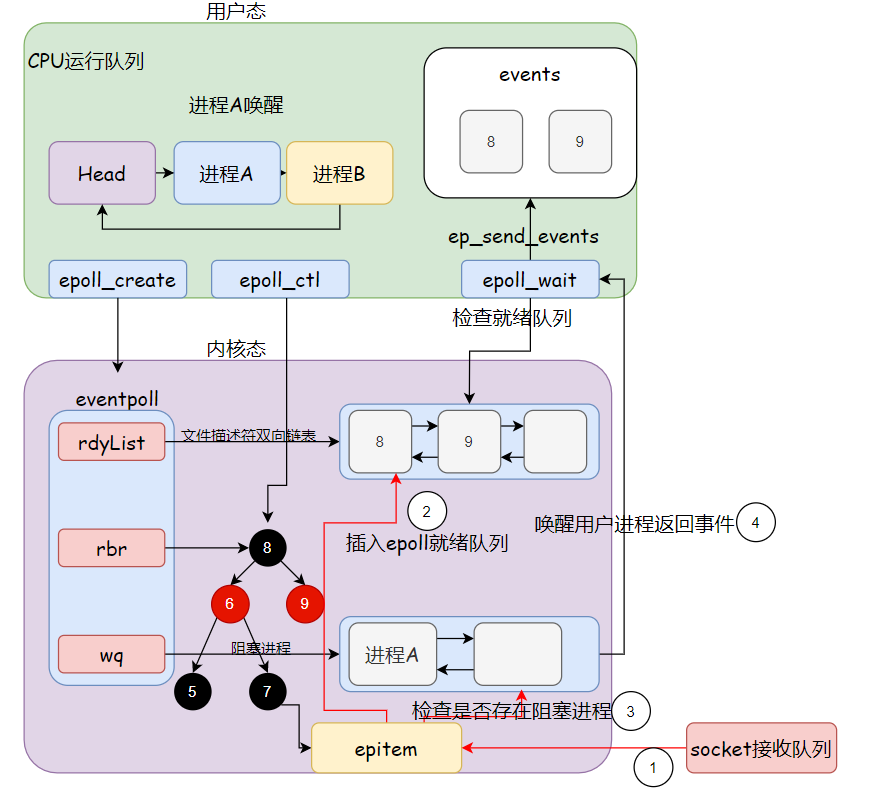 用户态
CPU运行队列
events
进程A唤醒
8
9
Head
进程A
进程B
ep_send_events
epoll_create
epoll_ctl
epoll_wait
检查就绪队列
内核态
eventpoll
rdyList
文件描述符双向链表
8
9
2
唤醒用户进程返回事件
4
插入epoll就绪队列
rbr
8
6
9
wq
阻塞进程
进程A
5
7
检查是否存在阻塞进程
3
epitem
socket接收队列
1